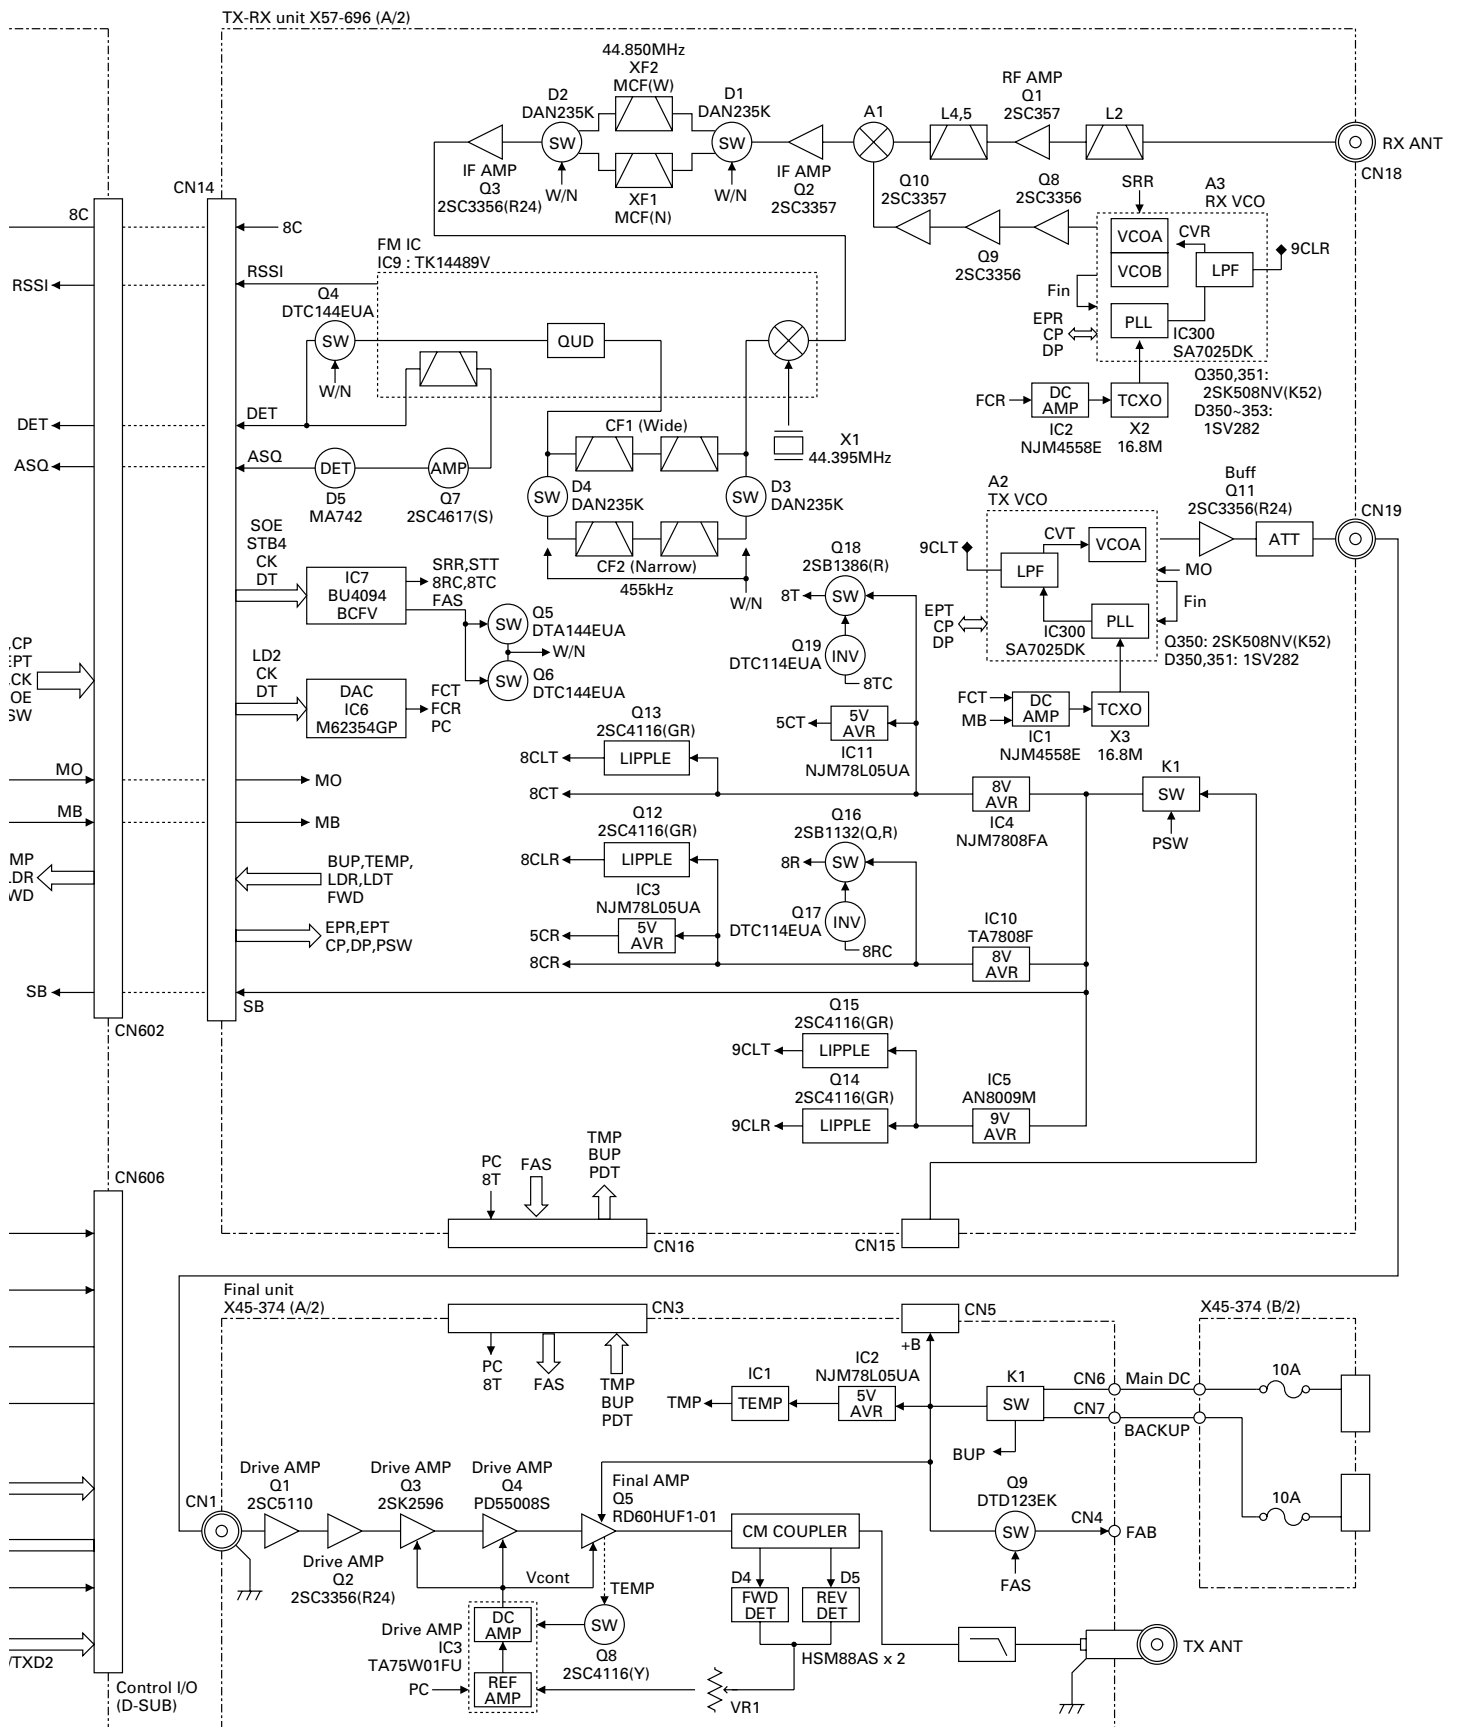 TX-RX unit X57-696 (A/2)
44.850MHz
XF2
MCF(W)
D2
DAN235K
D1
DAN235K
SW
SW
IF AMP
Q3
2SC3356(R24)
W/N
XF1
MCF(N)
W/N
IF AMP
Q2
2SC3357
A1
L4,5
RF AMP
Q1
2SC357
L2
RX ANT
CN18
Q10
2SC3357
Q9
2SC3356
Q8
2SC3356
SRR
A3
RX VCO
VCOA
VCOB
CVR
LPF
9CLR
Fin
PLL
IC300
SA7025DK
EPR
CP
DP
Q350,351:
2SK508NV(K52)
D350~353:
1SV282
FCR
DC
AMP
IC2
NJM4558E
TCXO
X2
16.8M
CN14
8C
8C
RSSI
RSSI
FM IC
IC9 : TK14489V
Q4
DTC144EUA
SW
W/N
QUD
DET
DET
ASQ
ASQ
DET
D5
MA742
AMP
Q7
2SC4617(S)
CF1 (Wide)
SW
D4
DAN235K
SW
D3
DAN235K
CF2 (Narrow)
455kHz
W/N
X1
44.395MHz
A2
TX VCO
Buff
Q11
2SC3356(R24)
ATT
CN19
9CLT
LPF
CVT
VCOA
MO
Fin
PLL
IC300
SA7025DK
EPT
CP
DP
Q350: 2SK508NV(K52)
D350,351: 1SV282
FCT
MB
DC
AMP
IC1
NJM4558E
TCXO
X3
16.8M
SOE
STB4
CK
DT
IC7
BU4094
BCFV
SRR,STT
8RC,8TC
FAS
SW
Q5
DTA144EUA
W/N
SW
Q6
DTC144EUA
LD2
CK
DT
DAC
IC6
M62354GP
FCT
FCR
PC
,CP
EPT
,CK
OE
SW
Q18
2SB1386(R)
8T
SW
Q19
DTC114EUA
INV
8TC
5CT
5V
AVR
IC11
NJM78L05UA
Q13
2SC4116(GR)
8CLT
LIPPLE
8CT
8V
AVR
IC4
NJM7808FA
K1
SW
PSW
MO
MO
MB
MB
MP
LDR
WD
BUP,TEMP,
LDR,LDT
FWD
EPR,EPT
CP,DP,PSW
Q12
2SC4116(GR)
8CLR
LIPPLE
IC3
NJM78L05UA
5CR
5V
AVR
8CR
Q16
2SB1132(Q,R)
8R
SW
Q17
DTC114EUA
INV
8RC
IC10
TA7808F
8V
AVR
SB
SB
CN602
Q15
2SC4116(GR)
9CLT
LIPPLE
Q14
2SC4116(GR)
9CLR
LIPPLE
IC5
AN8009M
9V
AVR
CN606
PC
8T
FAS
TMP
BUP
PDT
CN16
CN15
Final unit
X45-374 (A/2)
CN3
PC
8T
FAS
TMP
BUP
PDT
CN5
+B
X45-374 (B/2)
TMP
IC1
TEMP
IC2
NJM78L05UA
5V
AVR
K1
SW
BUP
CN6
Main DC
CN7
BACKUP
10A
10A
CN1
Drive AMP
Q1
2SC5110
Drive AMP
Q2
2SC3356(R24)
Drive AMP
Q3
2SK2596
Drive AMP
Q4
PD55008S
Final AMP
Q5
RD60HUF1-01
CM COUPLER
Q9
DTD123EK
SW
FAS
CN4
FAB
Vcont
TEMP
D4
FWD
DET
D5
REV
DET
HSM88AS x 2
Drive AMP
IC3
TA75W01FU
DC
AMP
REF
AMP
PC
SW
Q8
2SC4116(Y)
VR1
TX ANT
/TXD2
Control I/O
(D-SUB)